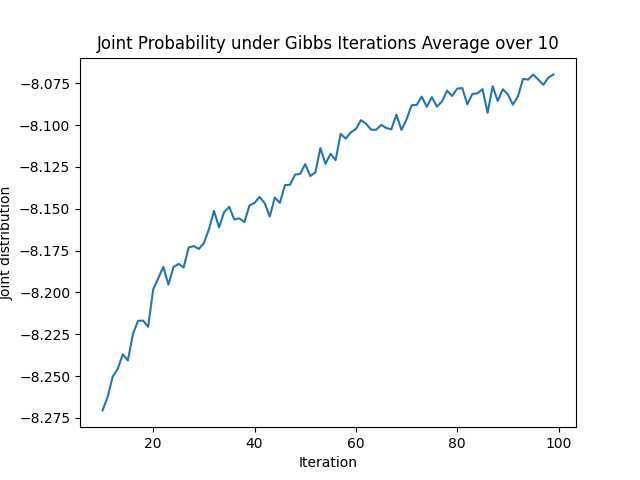 Joint Probability under Gibbs Iterations Average over 10
−8.075
−8.100
−8.125
−8.150
−8.175
−8.200
−8.225
−8.250
−8.275
Joint distribution
20 40 60 80 100
Iteration